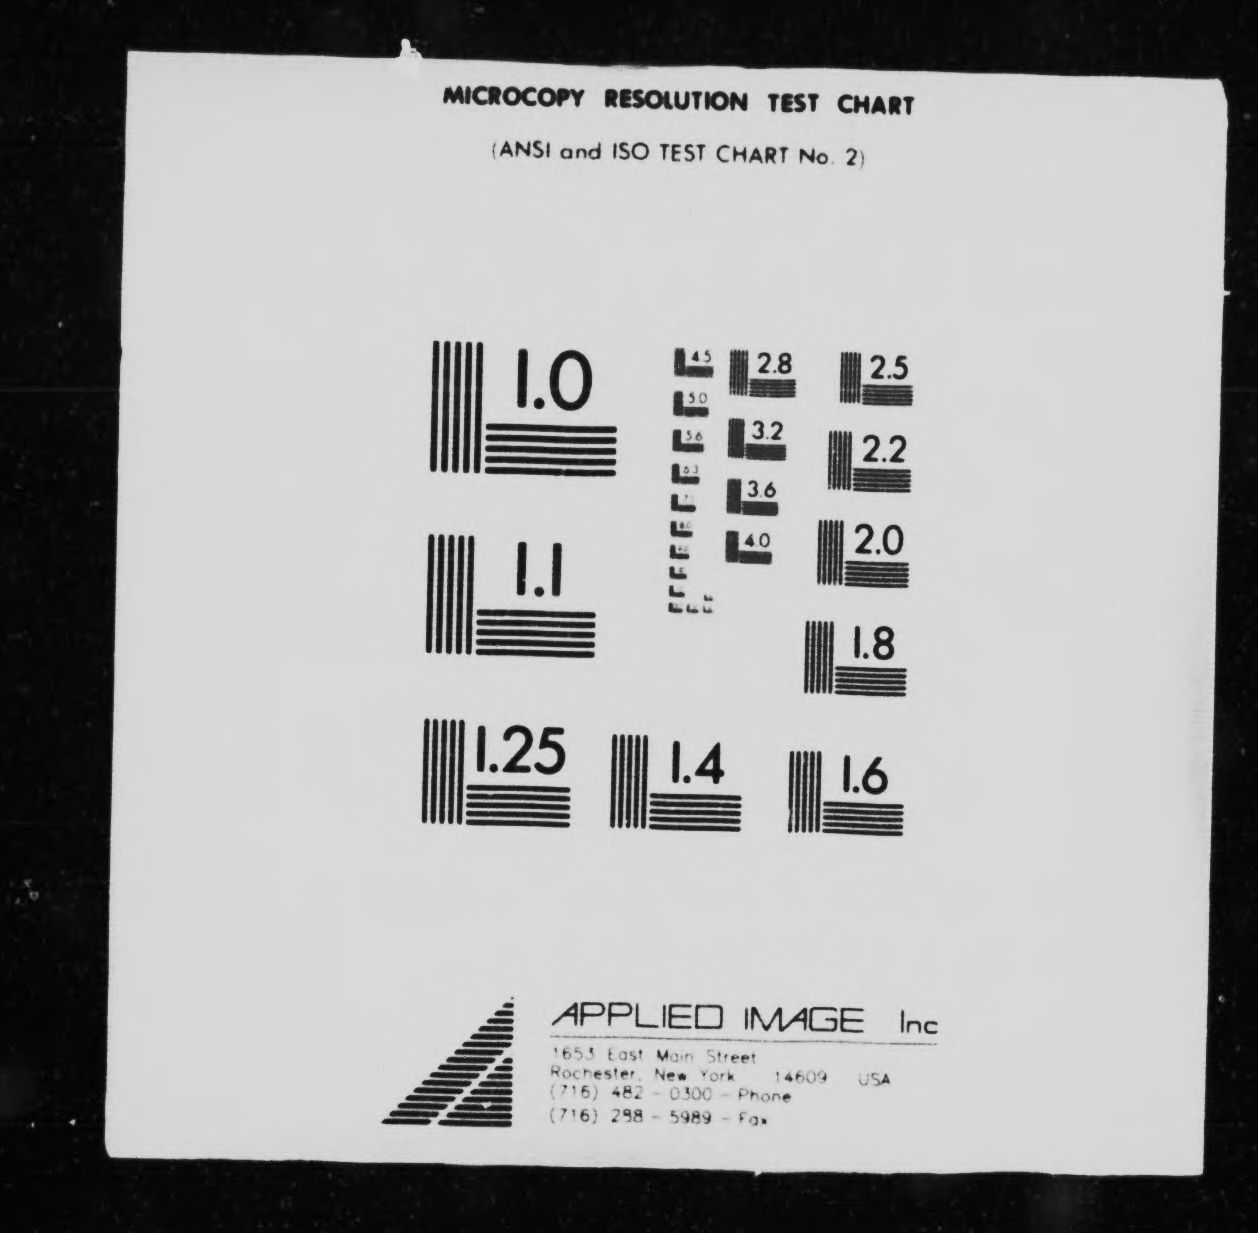 MICROCOPY RESOLUTION TEST CHART
(ANSI and ISO TEST CHART No. 2)
1.0
1.1
1.25
1.4
1.6
1.8
2.0
2.2
2.5
2.8
3.2
3.6
4.0
4.5
5.0
5.6
6.3
APPLIED IMAGE Inc
1653 East Main Street
Rochester, New York 14609 USA
(716) 482 - 0300 - Phone
(716) 288 - 5989 - Fax